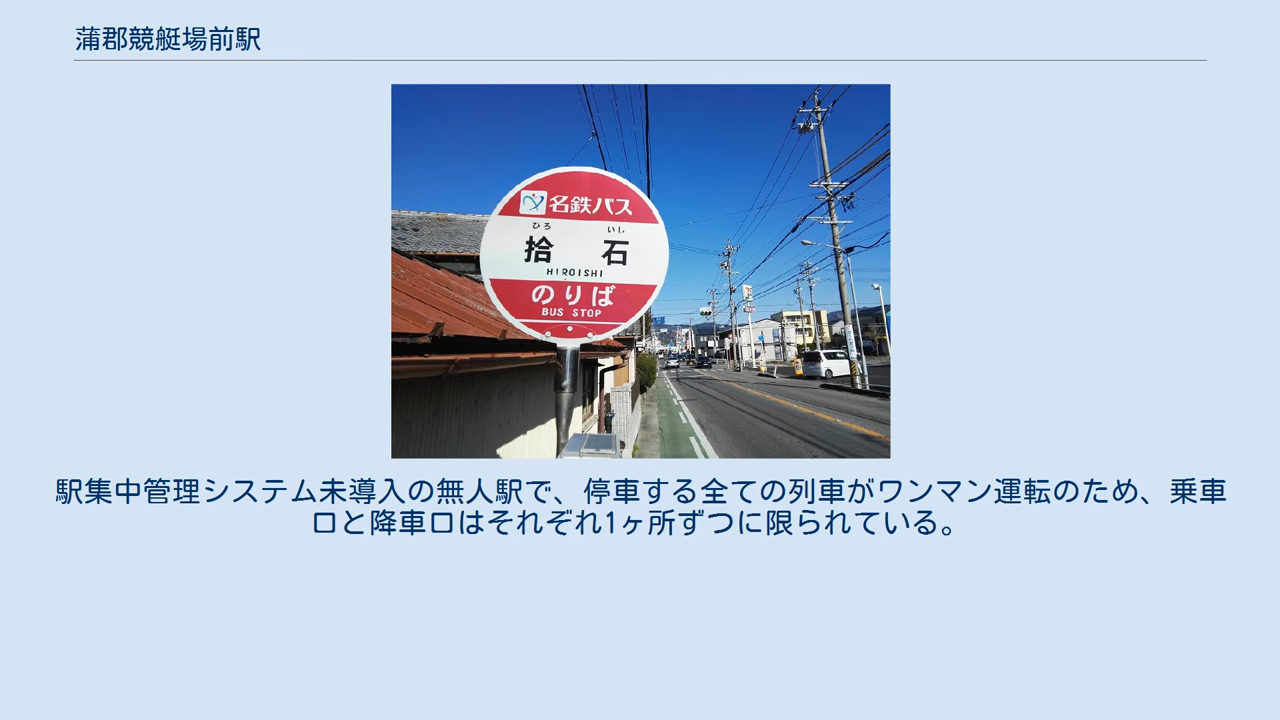 蒲郡競艇場前駅
名鉄バス
ひろ いし
拾 石
HIROISHI
のりば
BUS STOP
駅集中管理システム未導入の無人駅で、停車する全ての列車がワンマン運転のため、乗車
口と降車口はそれぞれ1ヶ所ずつに限られている。